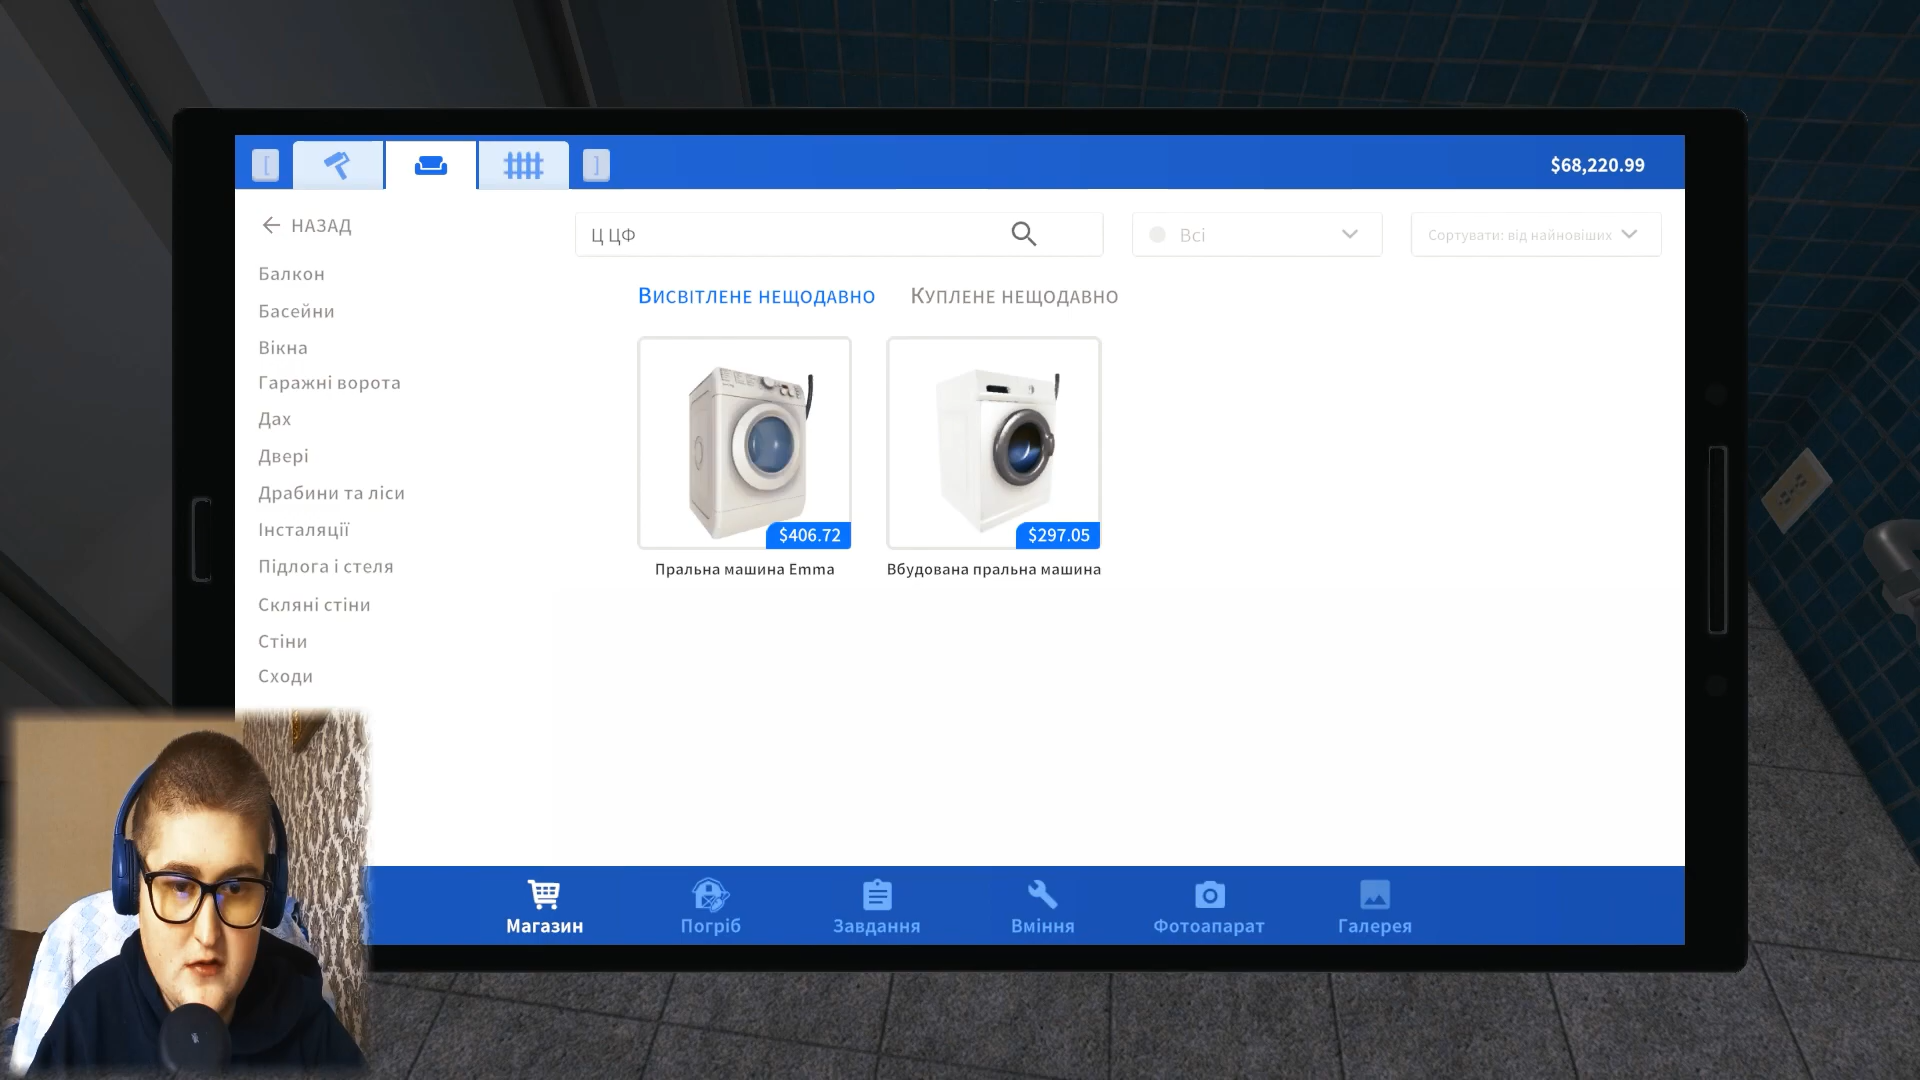 [
]
$68,220.99
НАЗАД
Ц ЦФ
Всі
Сортувати: від найновіших
Балкон
Басейни
Вікна
Гаражні ворота
Дах
Двері
Драбини та ліси
Інсталяції
Підлога і стеля
Скляні стіни
Стіни
Сходи
Висвітлене нещодавно
Куплене нещодавно
$406.72
Пральна машина Emma
$297.05
Вбудована пральна машина
Магазин
Погріб
Завдання
Вміння
Фотоапарат
Галерея